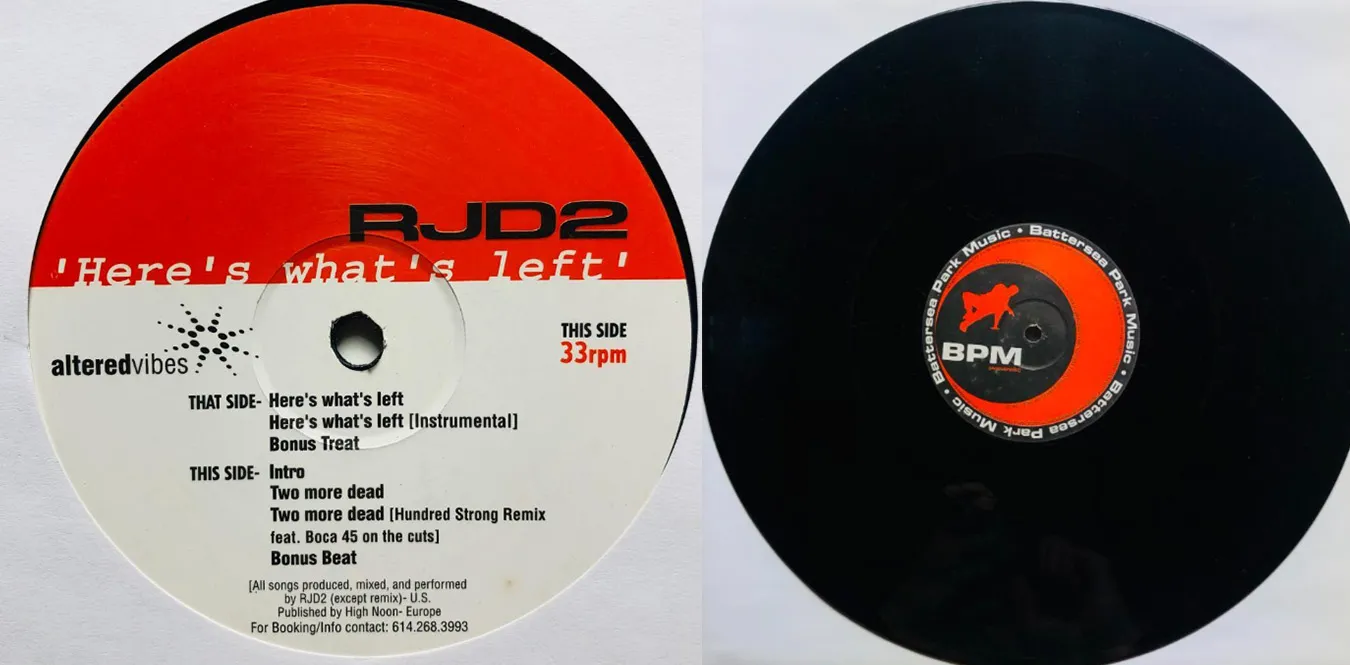 RJD2
'Here's what's left'
alteredvibes
THIS SIDE
33rpm
THAT SIDE- Here's what's left
Here's what's left [Instrumental]
Bonus Treat
THIS SIDE- Intro
Two more dead
Two more dead [Hundred Strong Remix
feat. Boca 45 on the cuts]
Bonus Beat
[All songs produced, mixed, and performed
by RJD2 (except remix)- U.S.
Published by High Noon- Europe
For Booking/Info contact: 614.268.3993
Battersea Park Music • Battersea Park Music • Battersea Park Music •
BPM